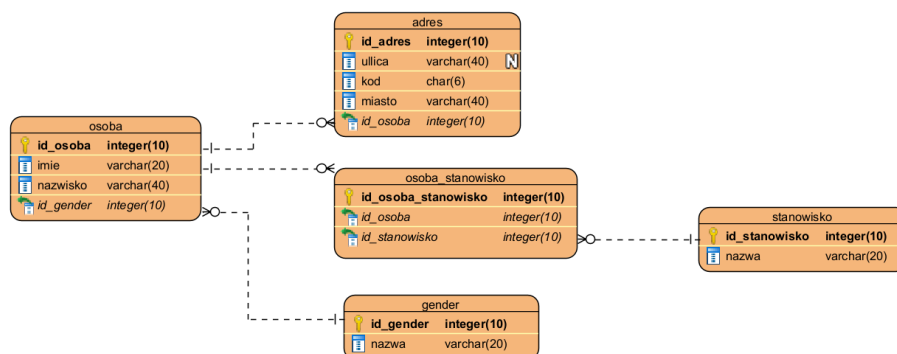 adres
id_adres integer(10)
ullica varchar(40) N
kod char(6)
miasto varchar(40)
id_osoba integer(10)
osoba
id_osoba integer(10)
imie varchar(20)
nazwisko varchar(40)
id_gender integer(10)
osoba_stanowisko
id_osoba_stanowisko integer(10)
id_osoba integer(10)
id_stanowisko integer(10)
stanowisko
id_stanowisko integer(10)
nazwa varchar(20)
gender
id_gender integer(10)
nazwa varchar(20)